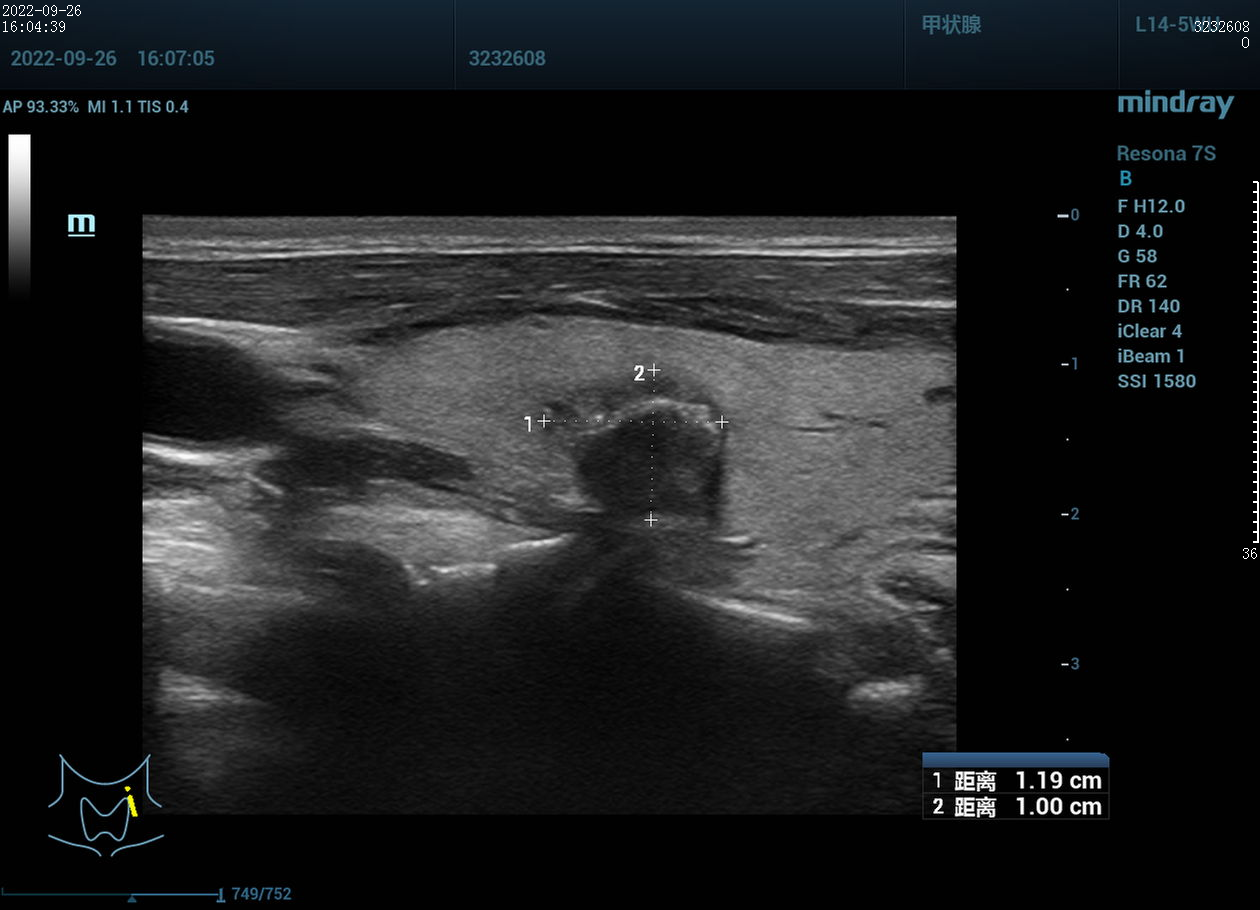 2022-09-26
16:04:39
3232608
0
甲状腺
2022-09-26 16:07:05
3232608
AP 93.33% MI 1.1 TIS 0.4
mindray
Resona 7S
B
m
F H12.0
D 4.0
G 58
FR 62
DR 140
iClear 4
iBeam 1
SSI 1580
0
1
2
3
36
2
1
1 距离 1.19 cm
2 距离 1.00 cm
749/752